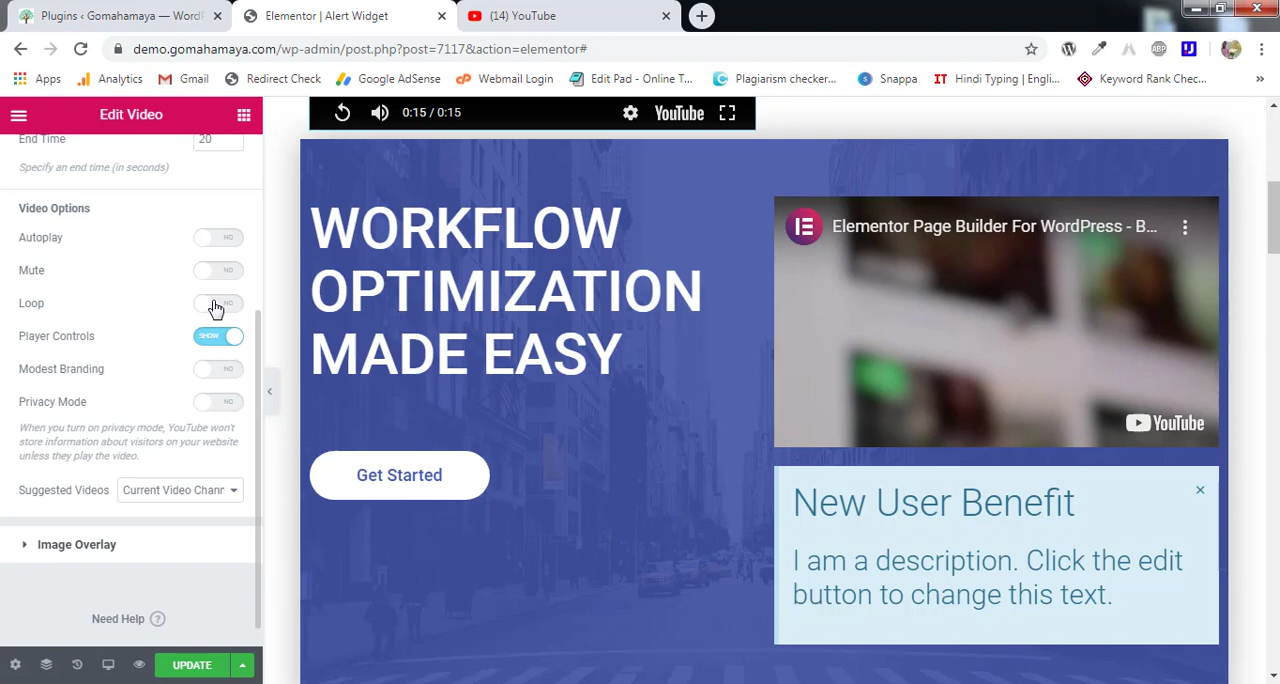 Plugins ‹ Gomahamaya — WordP
Elementor | Alert Widget
(14) YouTube
demo.gomahamaya.com/wp-admin/post.php?post=7117&action=elementor#
ABP
Apps
Analytics
Gmail
Redirect Check
Google AdSense
Webmail Login
Edit Pad - Online T...
Plagiarism checker...
Snappa
IT Hindi Typing | Engli...
Keyword Rank Chec...
»
Edit Video
End Time
20
Specify an end time (in seconds)
Video Options
Autoplay
NO
Mute
NO
Loop
NO
Player Controls
SHOW
Modest Branding
NO
Privacy Mode
NO
When you turn on privacy mode, YouTube won't
store information about visitors on your website
unless they play the video.
Suggested Videos
Current Video Chanr
Image Overlay
Need Help ?
UPDATE
0:15 / 0:15
YouTube
WORKFLOW
OPTIMIZATION
MADE EASY
Get Started
Elementor Page Builder For WordPress - B...
YouTube
New User Benefit
×
I am a description. Click the edit
button to change this text.